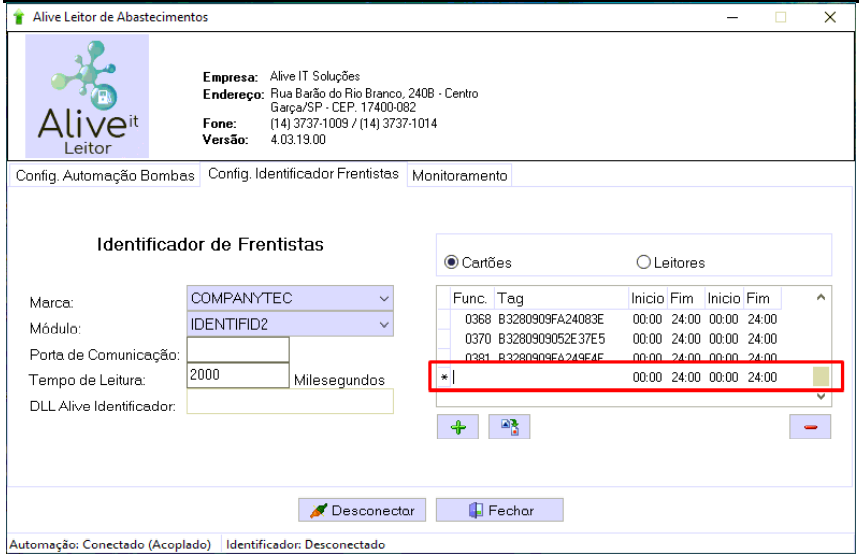 Alive Leitor de Abastecimentos
Alive it
Leitor
Empresa: Alive IT Soluções
Endereço: Rua Barão do Rio Branco, 240B - Centro
Garça/SP - CEP. 17400-082
Fone: (14) 3737-1009 / (14) 3737-1014
Versão: 4.03.19.00
Config. Automação Bombas Config. Identificador Frentistas Monitoramento
Identificador de Frentistas
Cartões Leitores
Marca: COMPANYTEC
Módulo: IDENTIFID2
Porta de Comunicação:
Tempo de Leitura: 2000 Milesegundos
DLL Alive Identificador:
Func. Tag Inicio Fim Inicio Fim
0368 B3280909FA24083E 00:00 24:00 00:00 24:00
0370 B3280909052E37E5 00:00 24:00 00:00 24:00
0381 B3280909FA249F4F 00:00 24:00 00:00 24:00
* 00:00 24:00 00:00 24:00
Desconectar Fechar
Automação: Conectado (Acoplado) Identificador: Desconectado